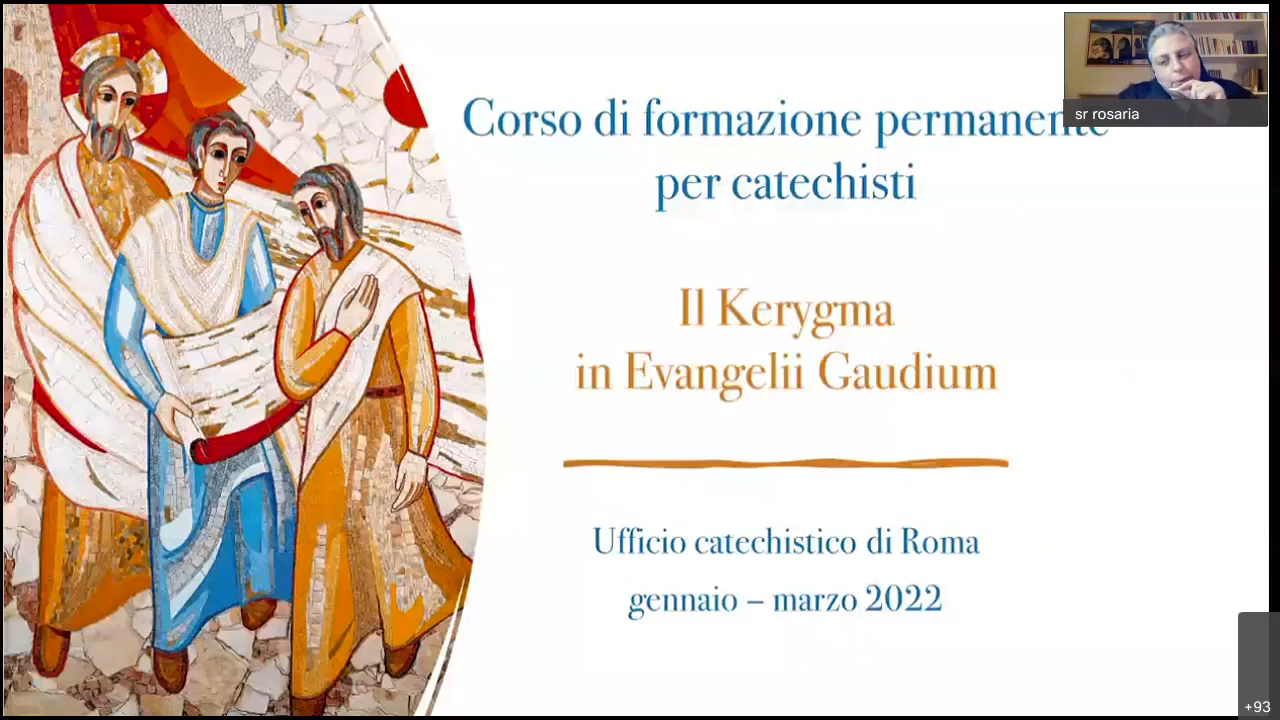 Corso di formazione permanente
per catechisti
Il Kerygma
in Evangelii Gaudium
Ufficio catechistico di Roma
gennaio – marzo 2022
sr rosaria
+93